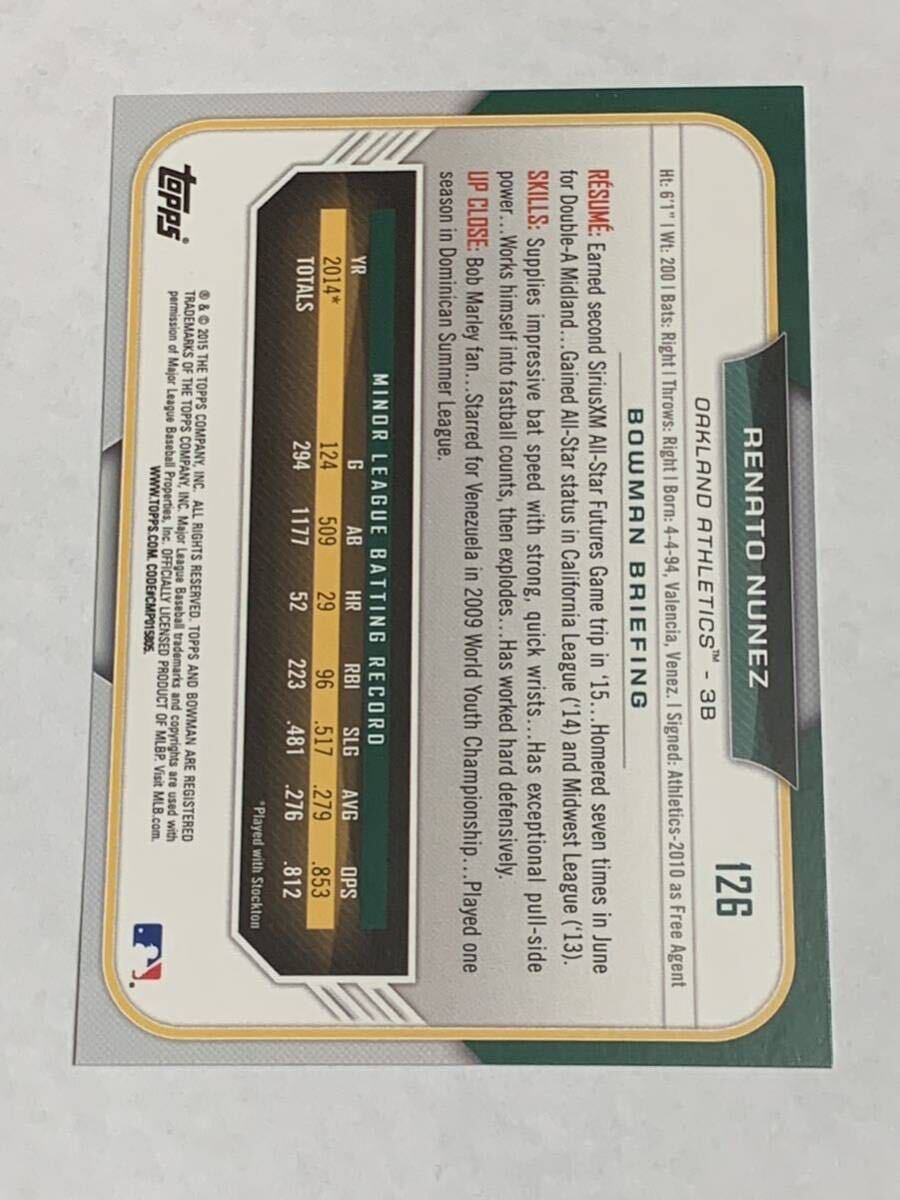 RENATO NUNEZ
126
OAKLAND ATHLETICS™ - 3B
Ht: 6'1" | Wt: 200 | Bats: Right | Throws: Right | Born: 4-4-94, Valencia, Venez. | Signed: Athletics-2010 as Free Agent
BOWMAN BRIEFING
RÉSUMÉ: Earned second SiriusXM All-Star Futures Game trip in '15...Homered seven times in June
for Double-A Midland...Gained All-Star status in California League ('14) and Midwest League ('13).
SKILLS: Supplies impressive bat speed with strong, quick wrists...Has exceptional pull-side
power...Works himself into fastball counts, then explodes...Has worked hard defensively.
UP CLOSE: Bob Marley fan...Starred for Venezuela in 2009 World Youth Championship...Played one
season in Dominican Summer League.
MINOR LEAGUE BATTING RECORD
YR G AB HR RBI SLG AVG OPS
2014* 124 509 29 96 .517 .279 .853
TOTALS 294 1177 52 223 .481 .276 .812
*Played with Stockton
topps®
® & © 2015 THE TOPPS COMPANY, INC. ALL RIGHTS RESERVED. TOPPS AND BOWMAN ARE REGISTERED
TRADEMARKS OF THE TOPPS COMPANY, INC. Major League Baseball trademarks and copyrights are used with
permission of Major League Baseball Properties, Inc. OFFICIALLY LICENSED PRODUCT OF MLBP. Visit MLB.com.
WWW.TOPPS.COM. CODE#CMP015805.